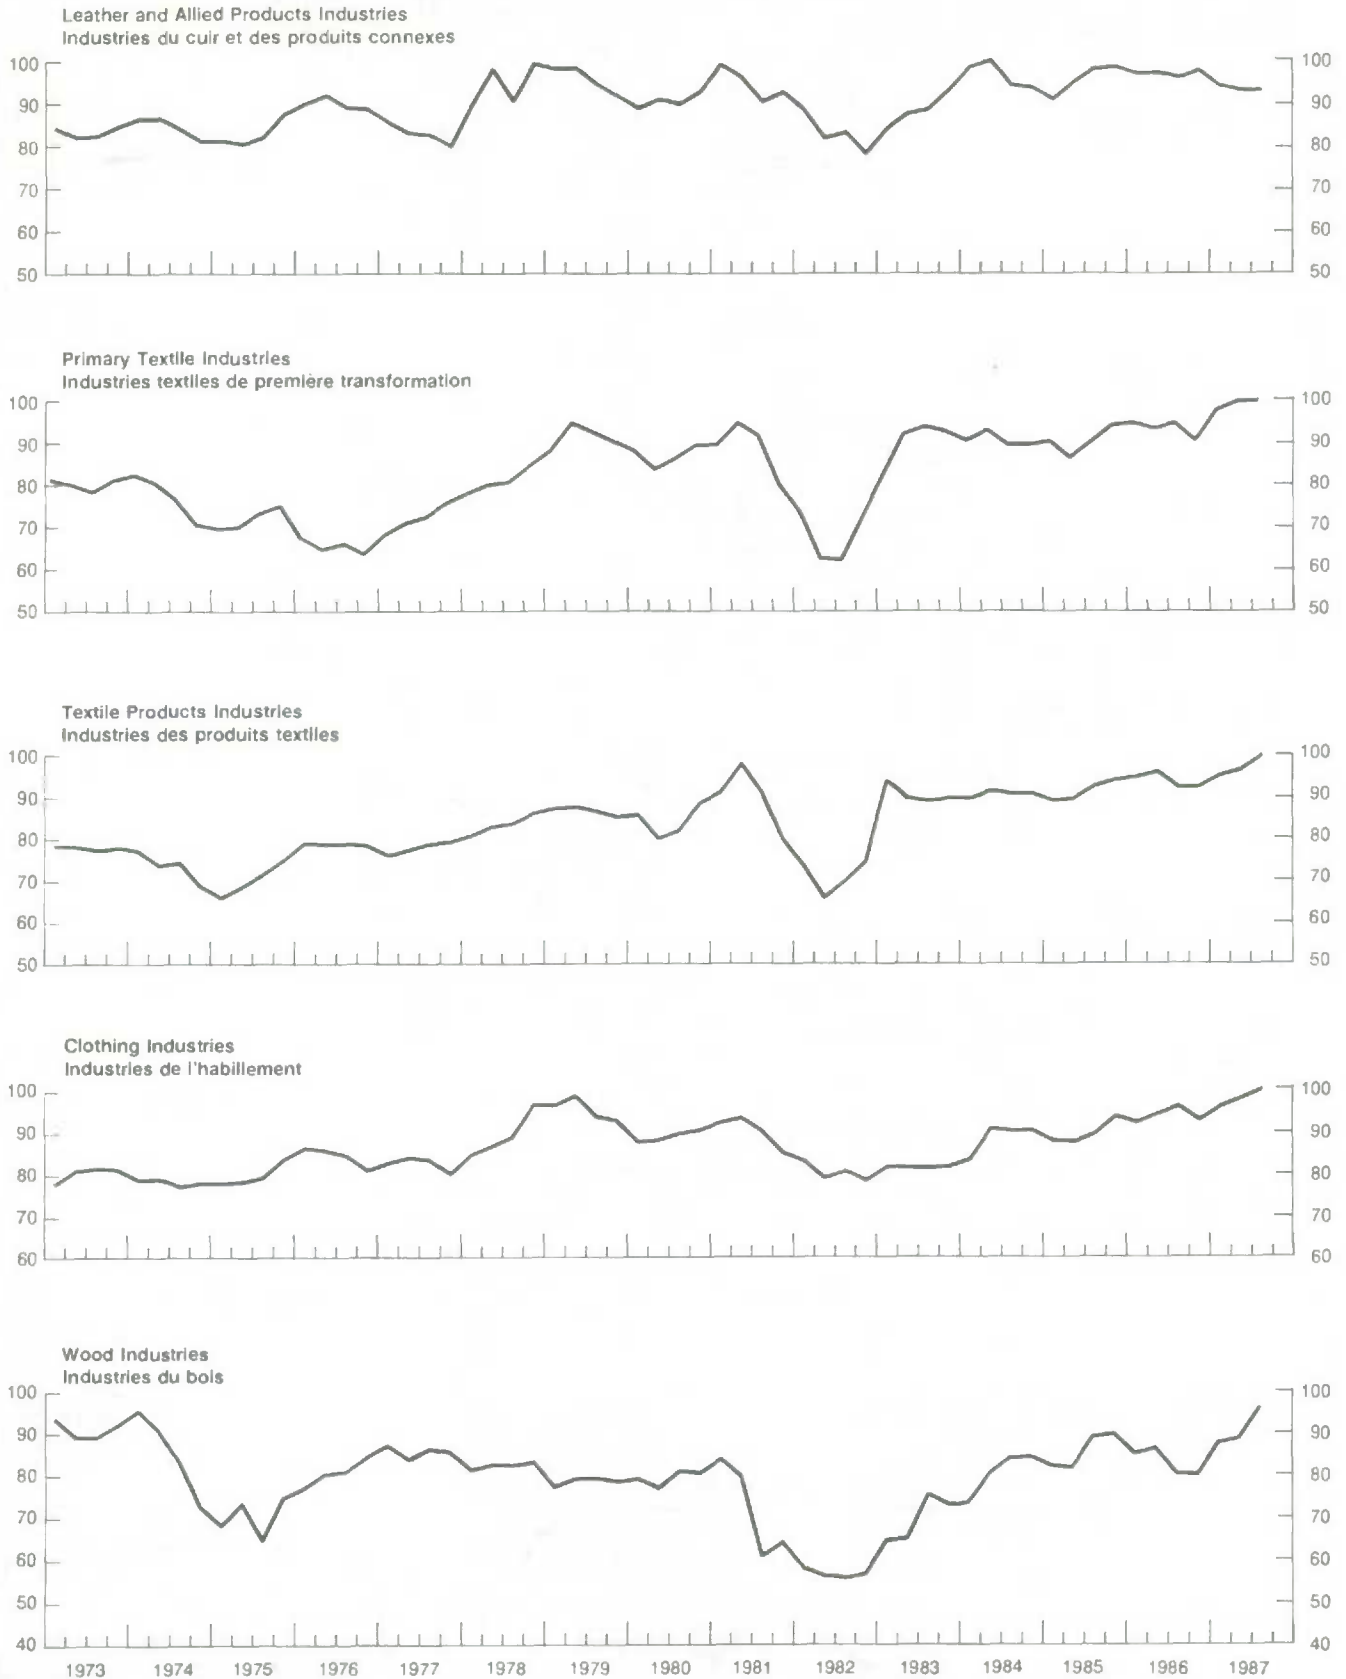 Leather and Allied Products Industries
Industries du cuir et des produits connexes
100 100
90 90
80 80
70 70
60 60
50 50
Primary Textile Industries
Industries textiles de première transformation
100 100
90 90
80 80
70 70
60 60
50 50
Textile Products Industries
Industries des produits textiles
100 100
90 90
80 80
70 70
60 60
50 50
Clothing Industries
Industries de l'habillement
100 100
90 90
80 80
70 70
60 60
Wood Industries
Industries du bois
100 100
90 90
80 80
70 70
60 60
50 50
40 40
1973 1974 1975 1976 1977 1978 1979 1980 1981 1982 1983 1984 1985 1986 1987